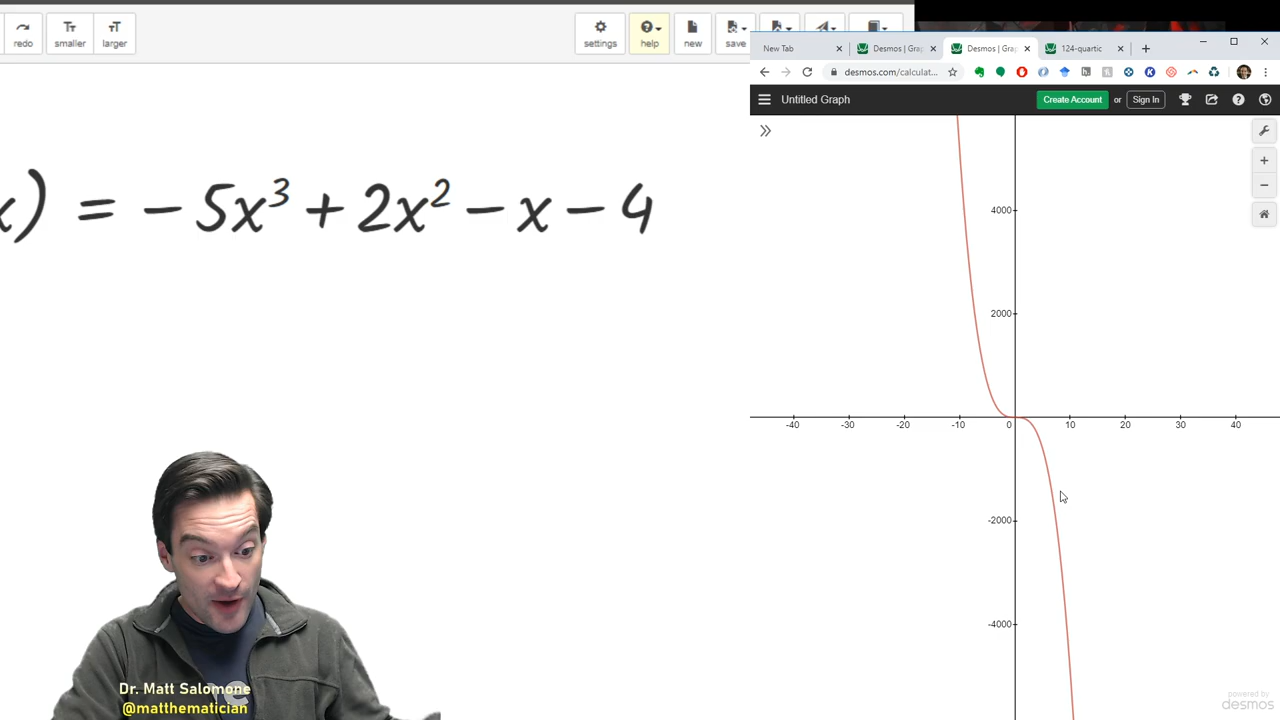 redo
smaller
larger
settings
help
new
save
New Tab
Desmos | Gra
Desmos | Gra
124-quartic
desmos.com/calculat...
Untitled Graph
Create Account or Sign In
x) = − 5x³ + 2x² − x − 4
4000
2000
-40 -30 -20 -10 0 10 20 30 40
-2000
-4000
Dr. Matt Salomone
@matthematician
powered by
desmos